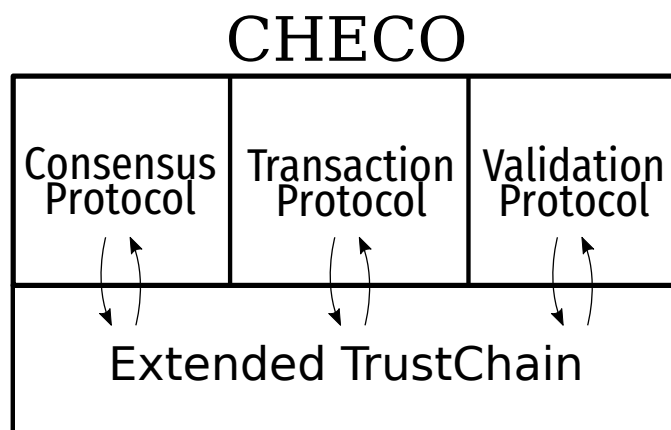 CHECO
Consensus
Protocol
Transaction
Protocol
Validation
Protocol
Extended TrustChain